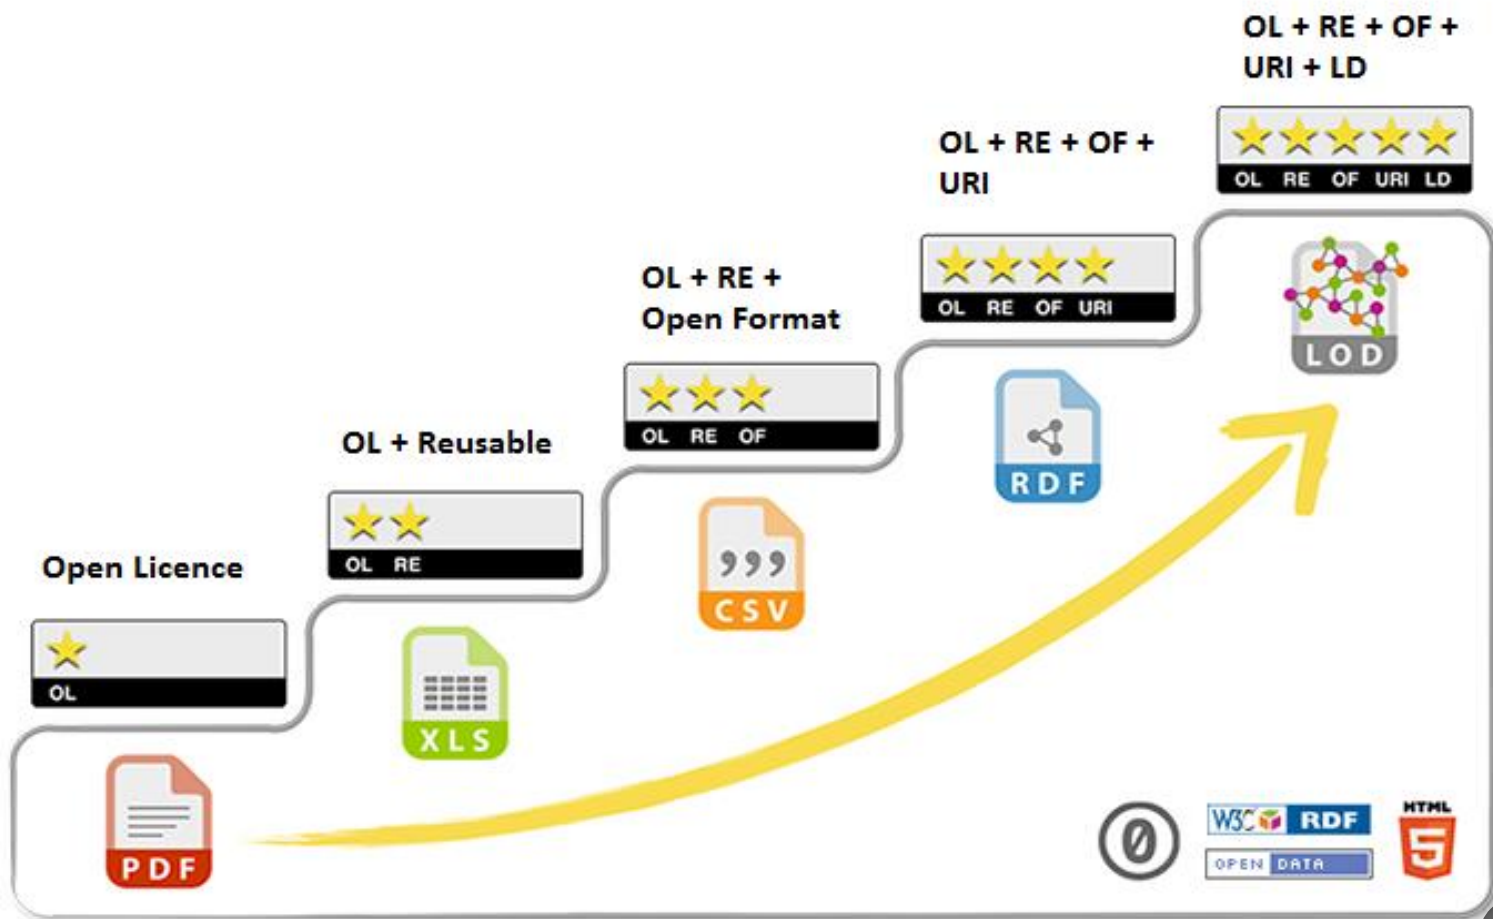 Open Licence
OL
PDF
OL + Reusable
OL RE
XLS
OL + RE +
Open Format
OL RE OF
,,,
CSV
OL + RE + OF +
URI
OL RE OF URI
RDF
OL + RE + OF +
URI + LD
OL RE OF URI LD
LOD
0
W3C RDF
OPEN DATA
HTML
5